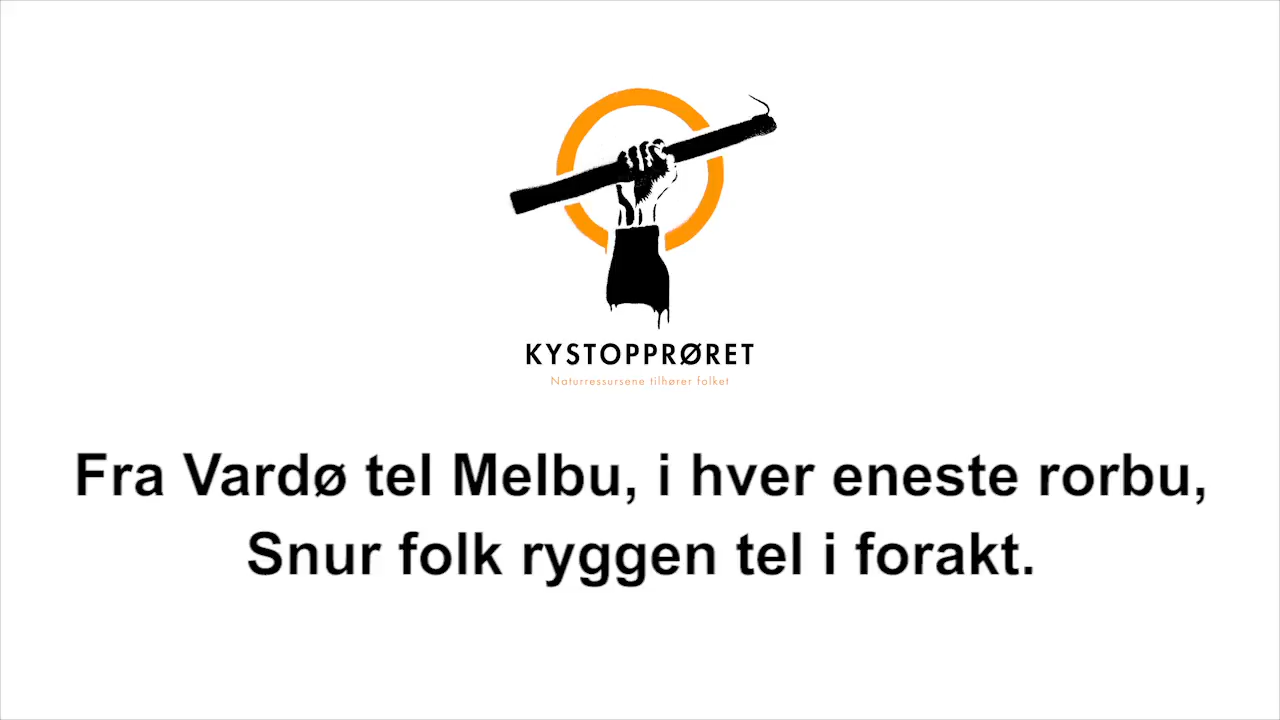 KYSTOPPRØRET
Naturressursene tilhører folket
Fra Vardø tel Melbu, i hver eneste rorbu,
Snur folk ryggen tel i forakt.